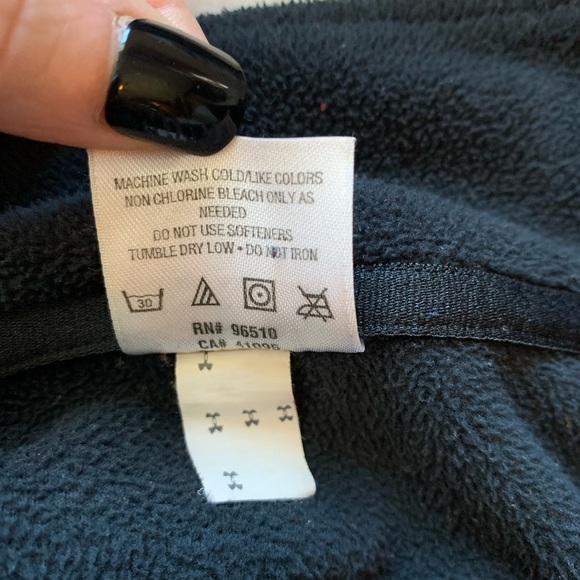 MACHINE WASH COLD/LIKE COLORS
NON CHLORINE BLEACH ONLY AS
NEEDED
DO NOT USE SOFTENERS
TUMBLE DRY LOW • DO NOT IRON
30
RN# 96510
CA#